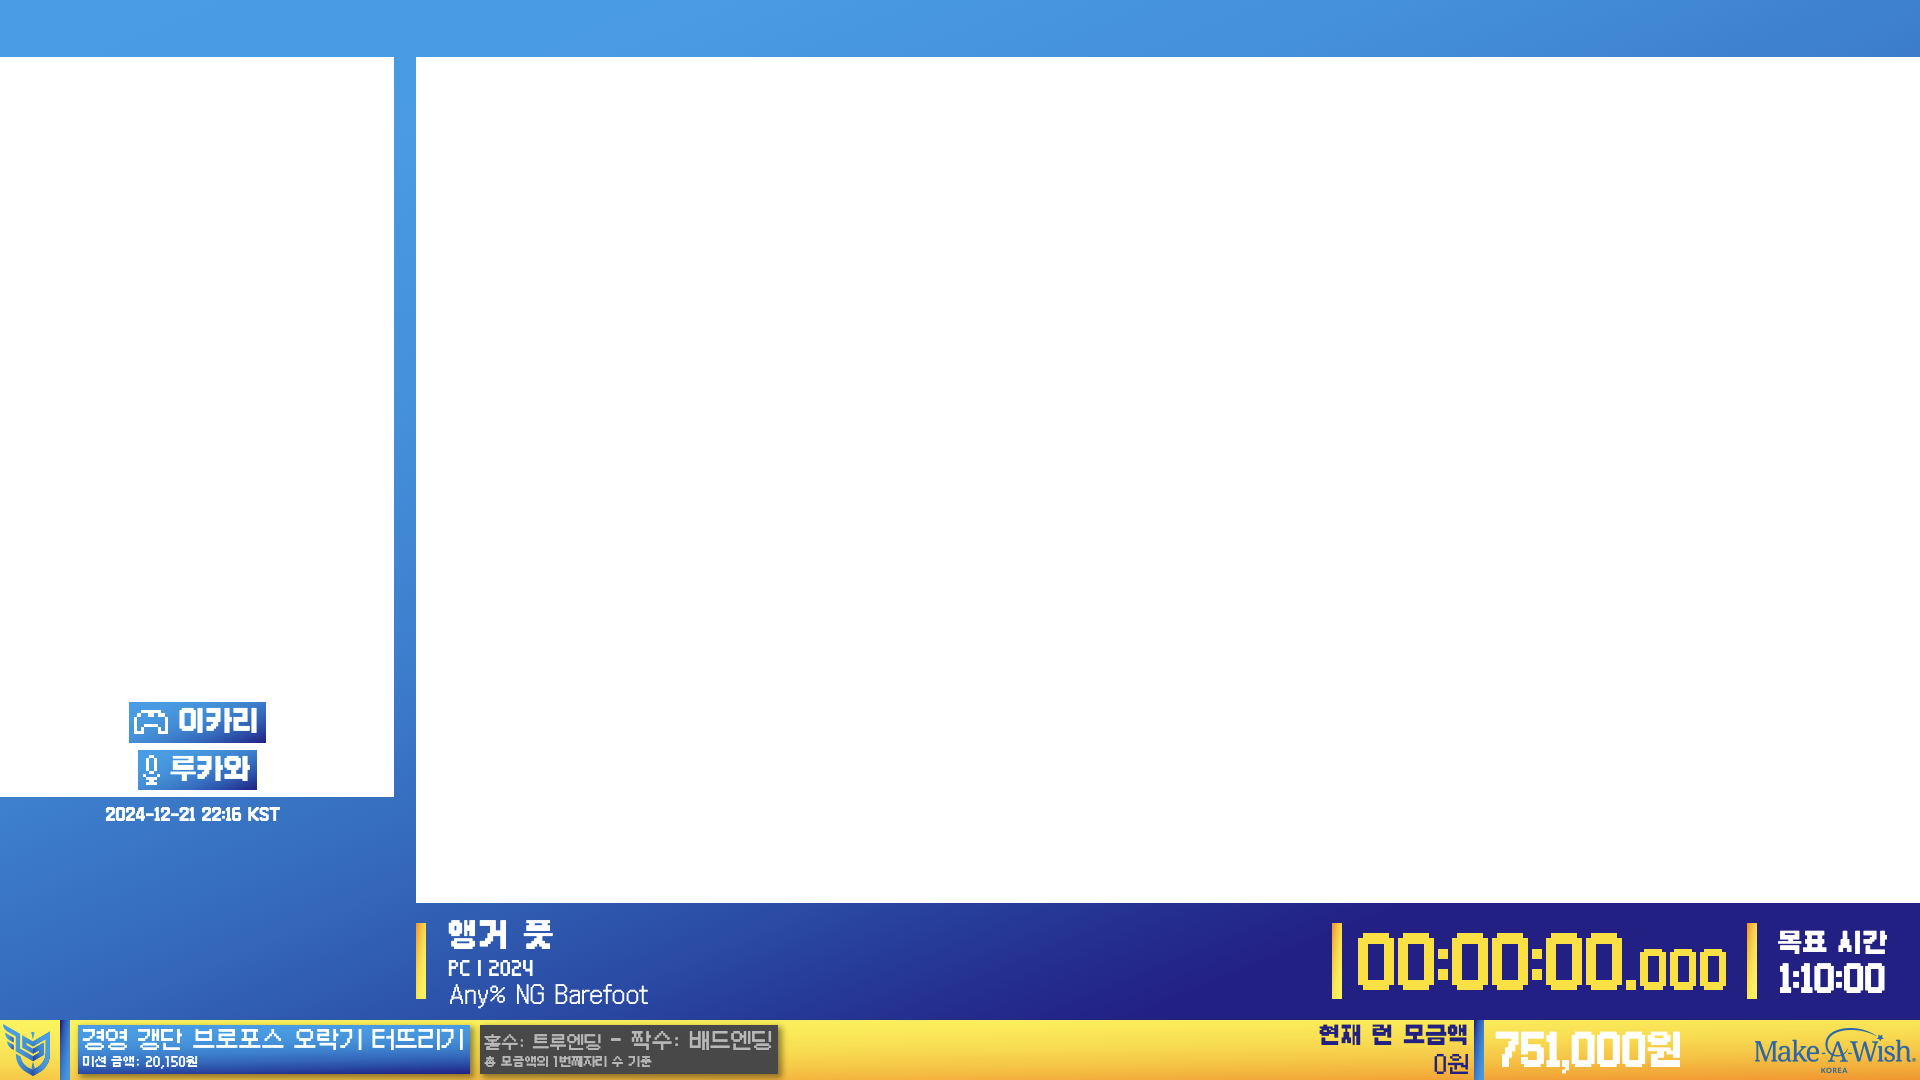 이카리
루카와
2024-12-21 22:16 KST
앵거 풋
PC | 2024
Any% NG Barefoot
00:00:00.000
목표 시간
1:10:00
경영 갱단 브로포스 오락기 터뜨리기
미션 금액: 20,150원
홀수: 트루엔딩 - 짝수: 배드엔딩
총 모금액의 1번째자리 수 기준
현재 런 모금액
0원
751,000원
Make-A-Wish®
KOREA